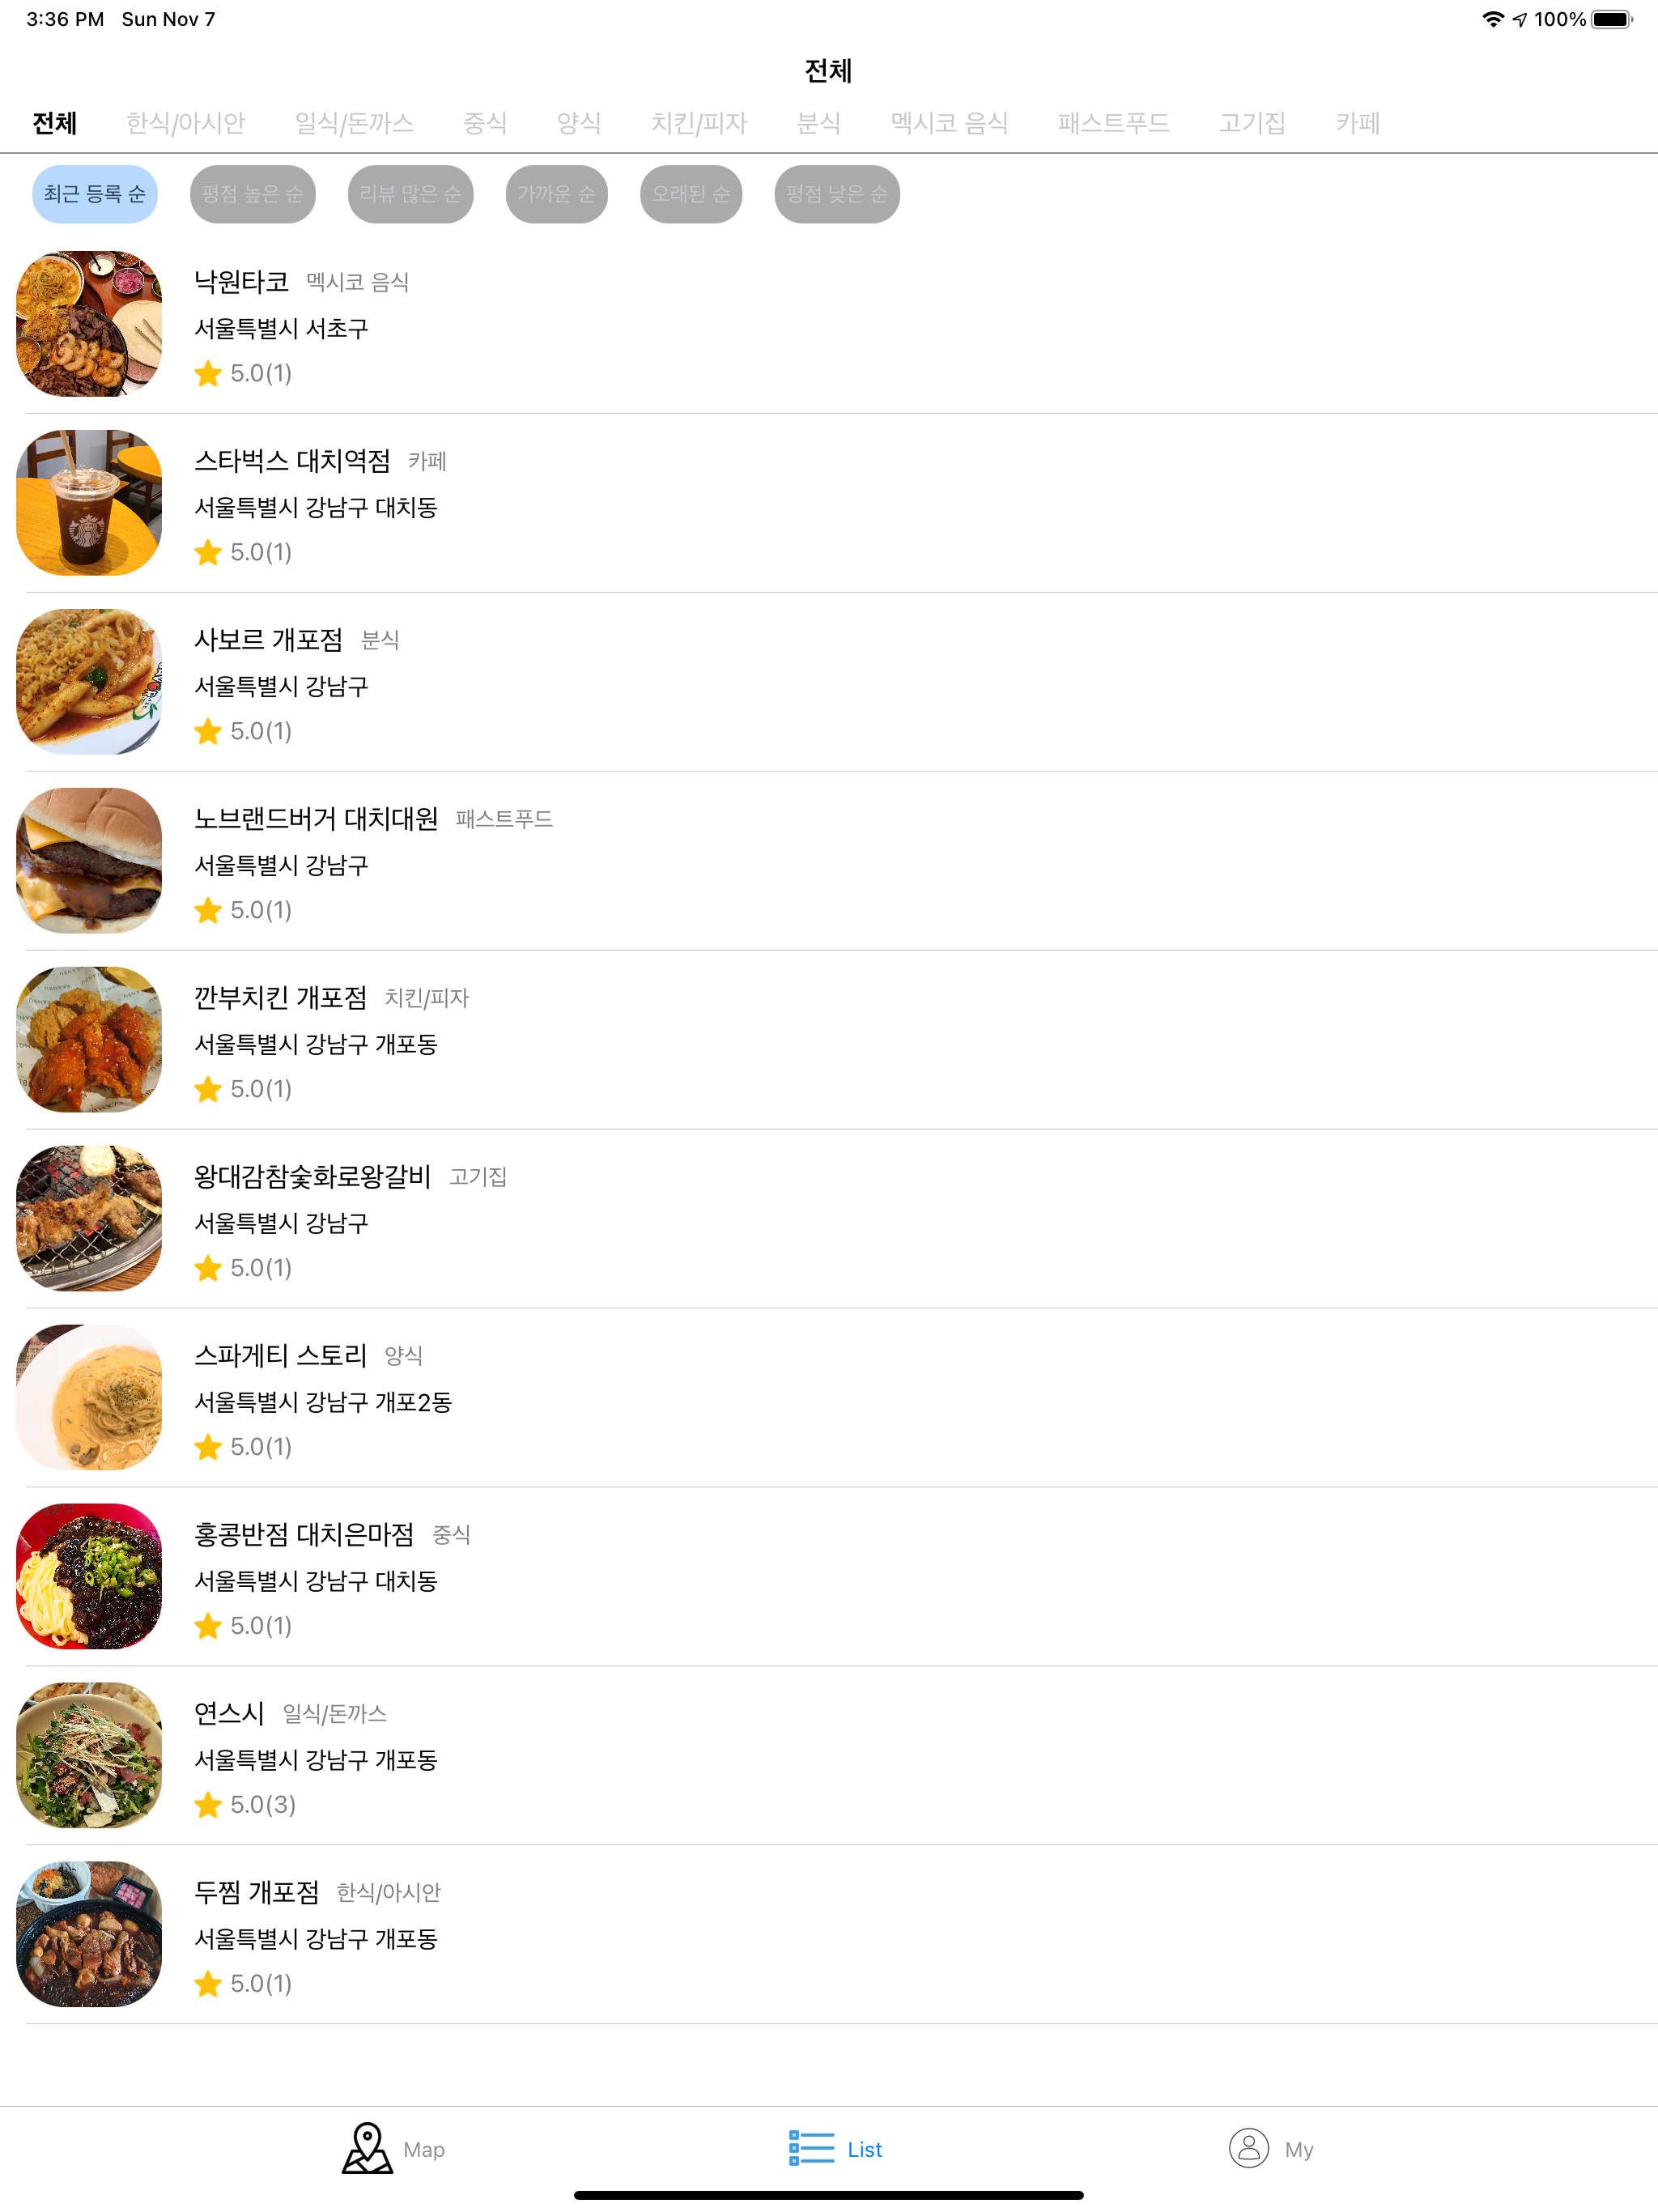 3:36 PM Sun Nov 7 100%
전체
전체 한식/아시안 일식/돈까스 중식 양식 치킨/피자 분식 멕시코 음식 패스트푸드 고기집 카페
최근 등록 순 평점 높은 순 리뷰 많은 순 가까운 순 오래된 순 평점 낮은 순
낙원타코 멕시코 음식
서울특별시 서초구
5.0(1)
스타벅스 대치역점 카페
서울특별시 강남구 대치동
5.0(1)
사보르 개포점 분식
서울특별시 강남구
5.0(1)
노브랜드버거 대치대원 패스트푸드
서울특별시 강남구
5.0(1)
깐부치킨 개포점 치킨/피자
서울특별시 강남구 개포동
5.0(1)
왕대감참숯화로왕갈비 고기집
서울특별시 강남구
5.0(1)
스파게티 스토리 양식
서울특별시 강남구 개포2동
5.0(1)
홍콩반점 대치은마점 중식
서울특별시 강남구 대치동
5.0(1)
연스시 일식/돈까스
서울특별시 강남구 개포동
5.0(3)
두찜 개포점 한식/아시안
서울특별시 강남구 개포동
5.0(1)
Map List My